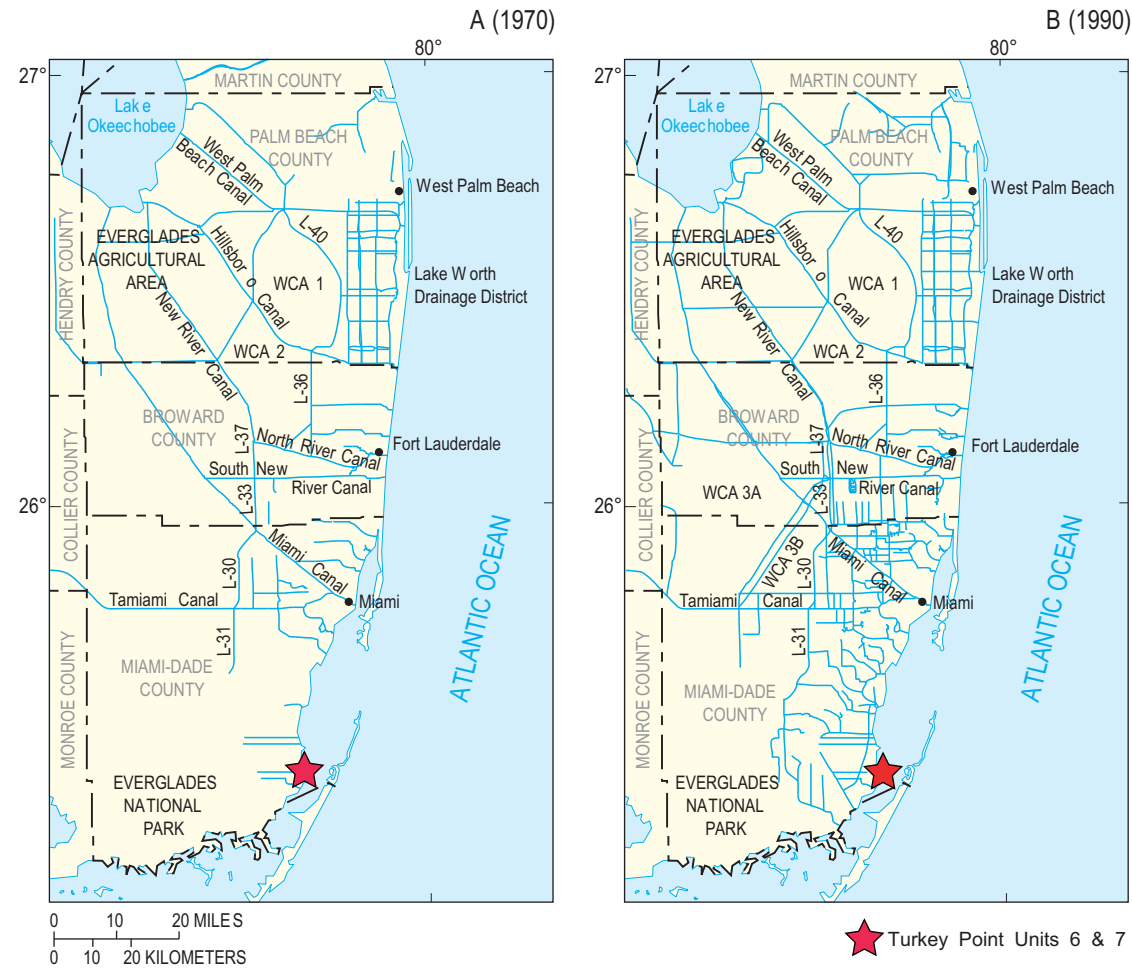 A (1970)
80°
27°
MARTIN COUNTY
Lake
Okeechobee
PALM BEACH
COUNTY
West Palm
Beach Canal
West Palm Beach
L-40
HENDRY COUNTY
EVERGLADES
AGRICULTURAL
AREA
Hillsboro Canal
WCA 1
Lake Worth
Drainage District
New River Canal
WCA 2
L-36
BROWARD
COUNTY
L-37
North River Canal
Fort Lauderdale
South New
River Canal
L-33
26°
COLLIER COUNTY
Miami Canal
L-30
Tamiami Canal
Miami
L-31
ATLANTIC OCEAN
MIAMI-DADE
COUNTY
MONROE COUNTY
EVERGLADES
NATIONAL
PARK
0 10 20 MILES
0 10 20 KILOMETERS
B (1990)
80°
27°
MARTIN COUNTY
Lake
Okeechobee
PALM BEACH
COUNTY
West Palm
Beach Canal
West Palm Beach
L-40
HENDRY COUNTY
EVERGLADES
AGRICULTURAL
AREA
Hillsboro Canal
WCA 1
Lake Worth
Drainage District
New River Canal
WCA 2
L-36
BROWARD
COUNTY
L-37
North River Canal
Fort Lauderdale
South New
River Canal
WCA 3A
L-33
26°
COLLIER COUNTY
WCA 3B
Miami Canal
L-30
Tamiami Canal
Miami
L-31
ATLANTIC OCEAN
MIAMI-DADE
COUNTY
MONROE COUNTY
EVERGLADES
NATIONAL
PARK
Turkey Point Units 6 & 7